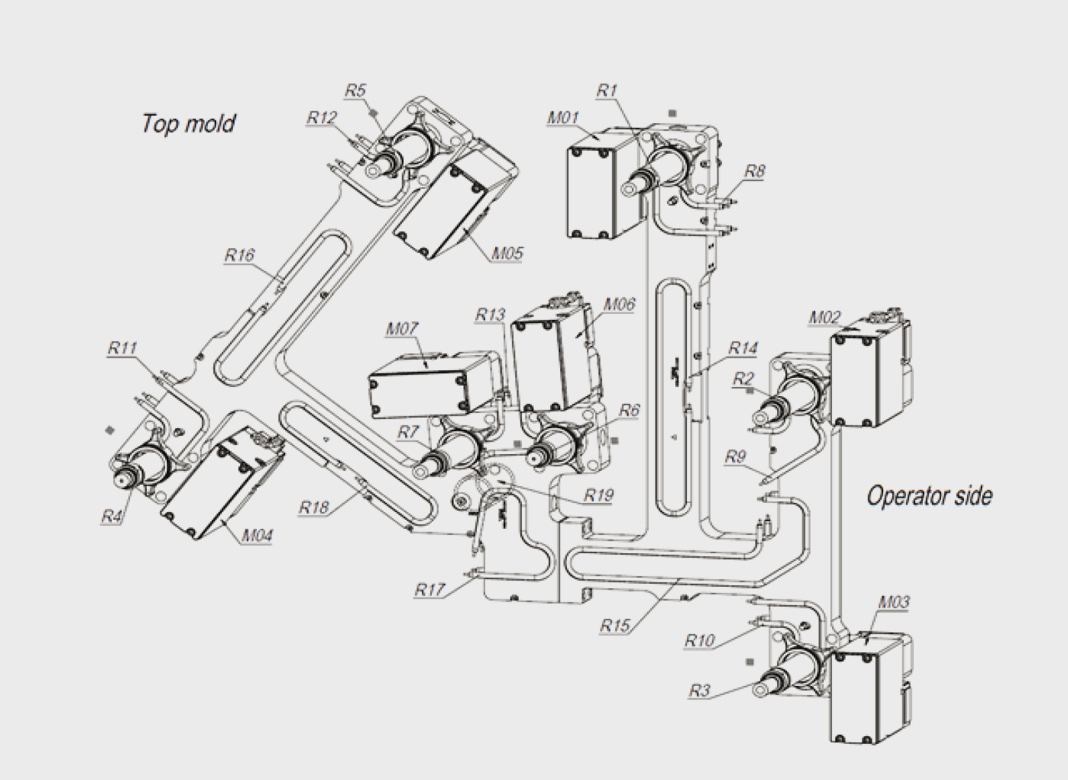 R5
R1
Top mold
R12
M01
R8
R16
M05
M07
R13
M06
M02
R11
R14
R2
R7
R6
R9
R4
M04
R18
R19
Operator side
R17
R15
R10
M03
R3